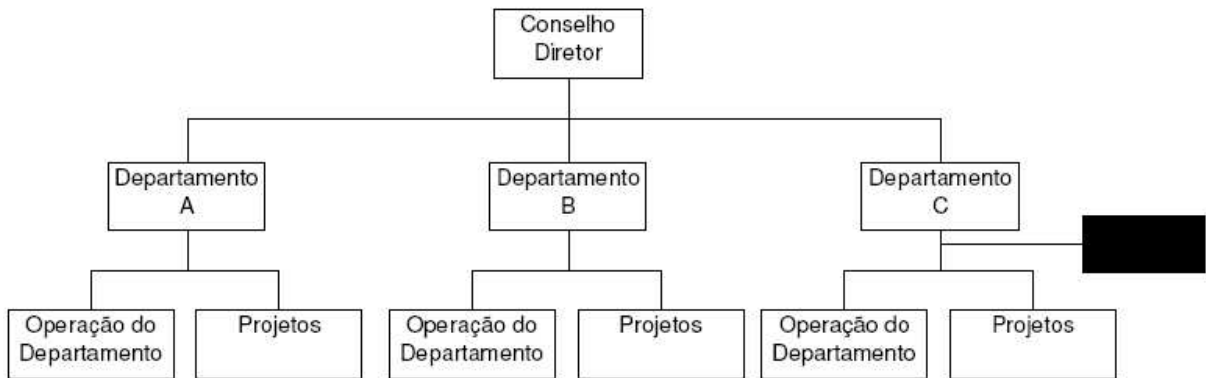 Conselho
Diretor
Departamento
A
Departamento
B
Departamento
C
Operação do
Departamento
Projetos
Operação do
Departamento
Projetos
Operação do
Departamento
Projetos